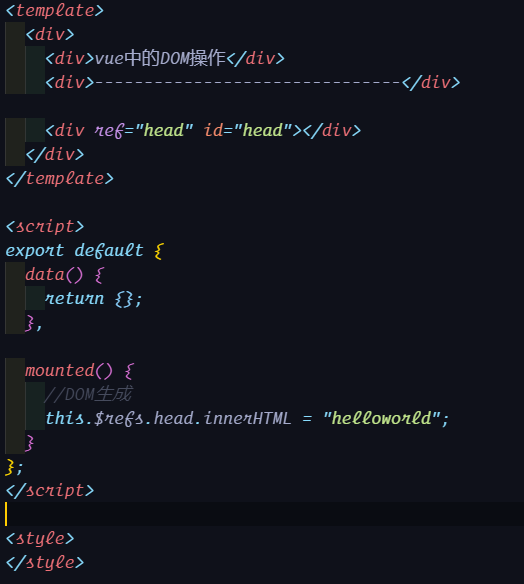 <template>
<div>
<div>vue中的DOM操作</div>
<div>-------------------------------</div>
<div ref="head" id="head"></div>
</div>
</template>
<script>
export default {
data() {
return {};
},
mounted() {
//DOM生成
this.$refs.head.innerHTML = "helloworld";
}
};
</script>
<style>
</style>